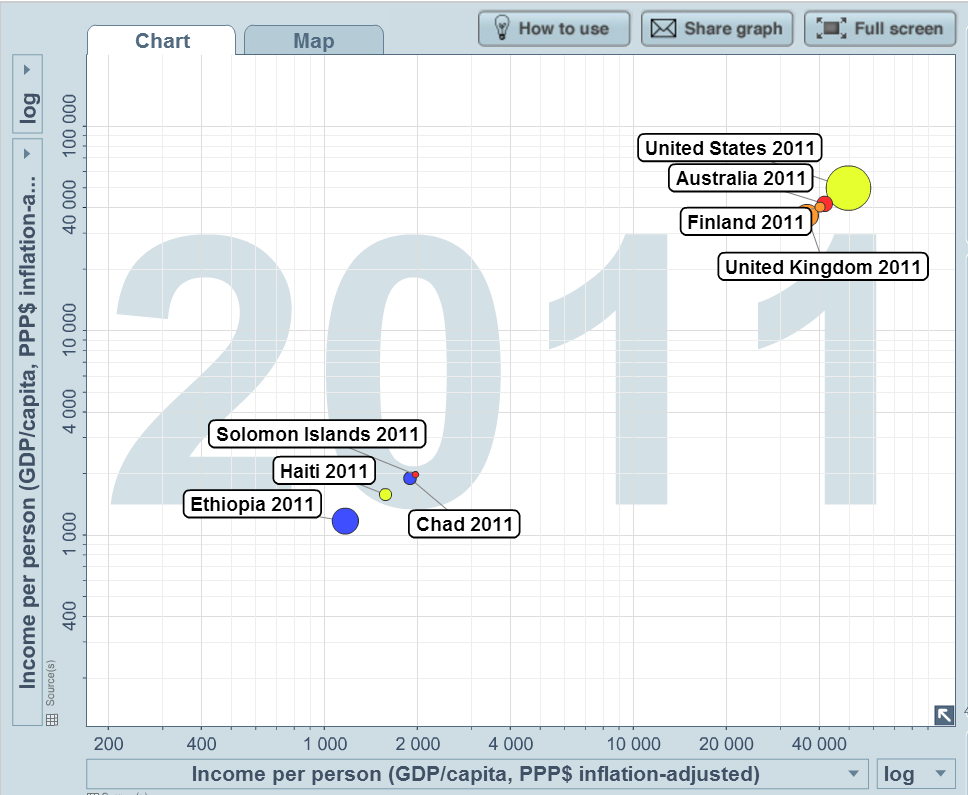 Chart
Map
How to use
Share graph
Full screen
log
Income per person (GDP/capita, PPP$ inflation-a...
100 000
40 000
10 000
4 000
1 000
400
2011
United States 2011
Australia 2011
Finland 2011
United Kingdom 2011
Solomon Islands 2011
Haiti 2011
Ethiopia 2011
Chad 2011
Source(s)
200
400
1 000
2 000
4 000
10 000
20 000
40 000
Income per person (GDP/capita, PPP$ inflation-adjusted)
log